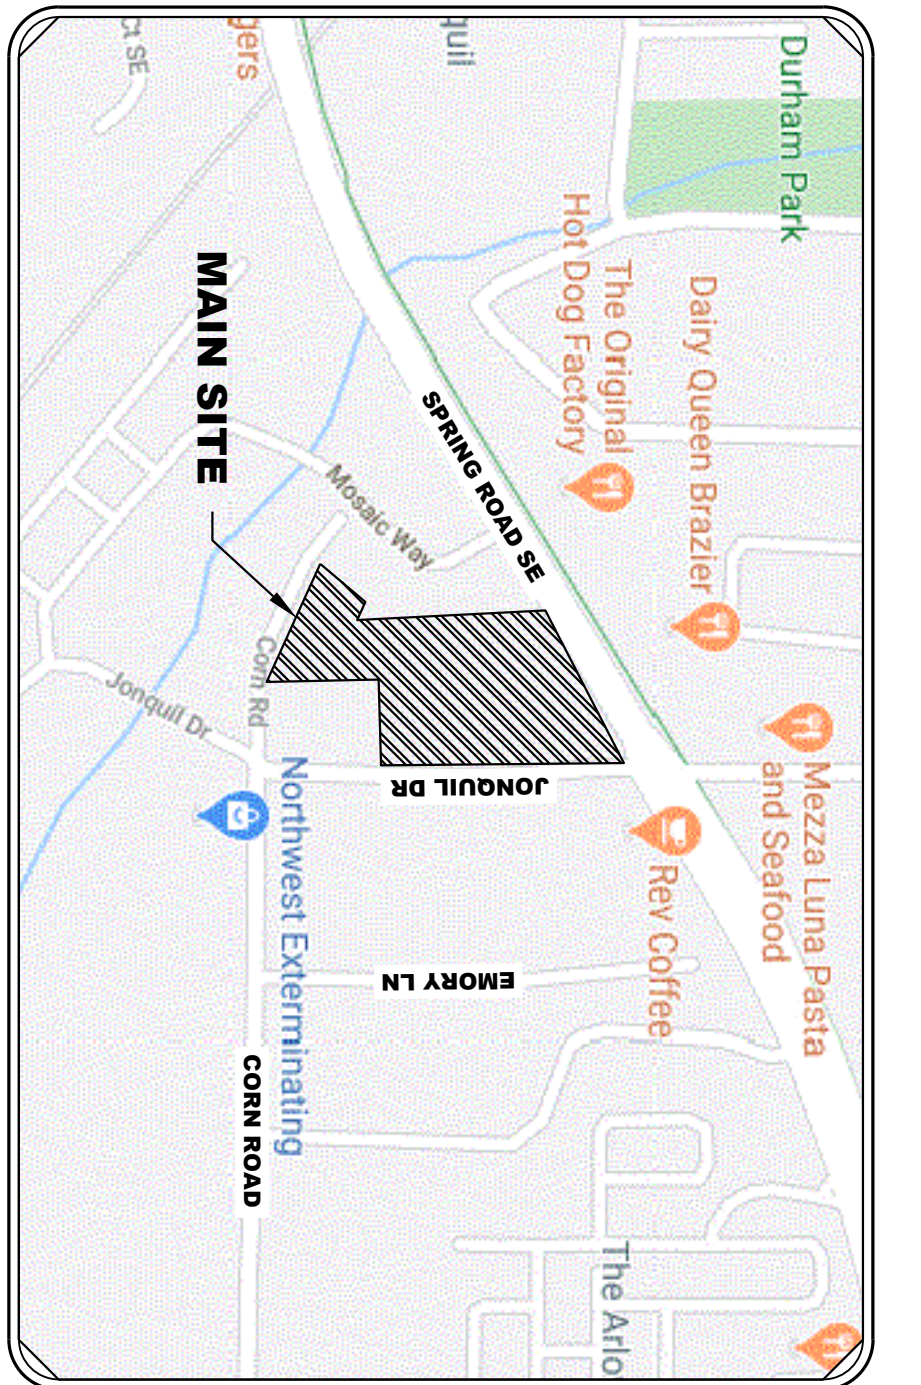 Durham Park
Dairy Queen Brazier
The Original
Hot Dog Factory
Mezza Luna Pasta
and Seafood
Rev Coffee
quil
gers
ct SE
SPRING ROAD SE
Mosaic Way
MAIN SITE
Corn Rd
Jonquil Dr
JONQUIL DR
Northwest Exterminating
EMORY LN
CORN ROAD
The Arlo